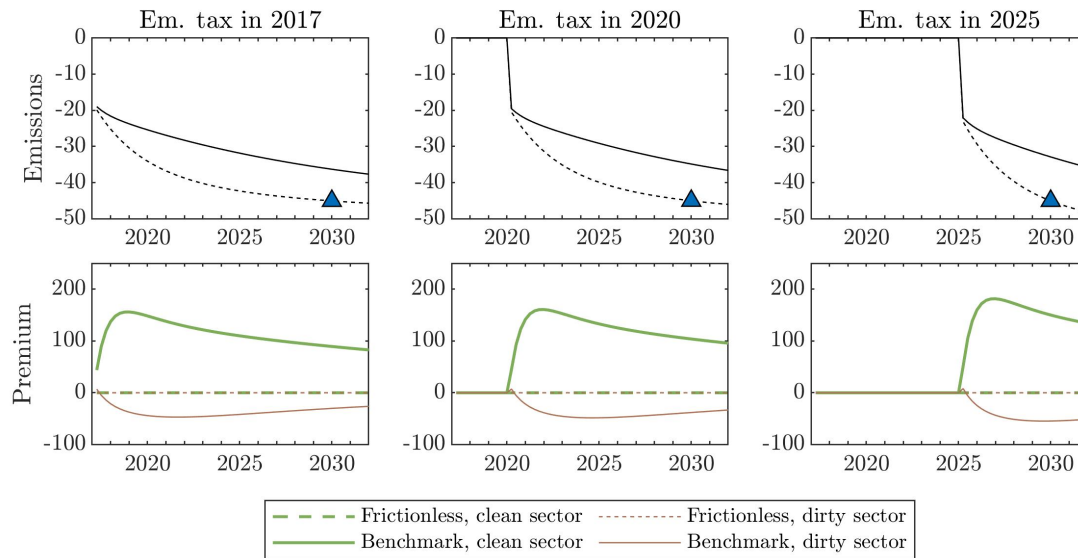 Em. tax in 2017 Em. tax in 2020 Em. tax in 2025
Emissions
0 0 0
-10 -10 -10
-20 -20 -20
-30 -30 -30
-40 -40 -40
-50 -50 -50
2020 2025 2030 2020 2025 2030 2020 2025 2030
Premium
200 200 200
100 100 100
0 0 0
-100 -100 -100
2020 2025 2030 2020 2025 2030 2020 2025 2030
Frictionless, clean sector Frictionless, dirty sector
Benchmark, clean sector Benchmark, dirty sector